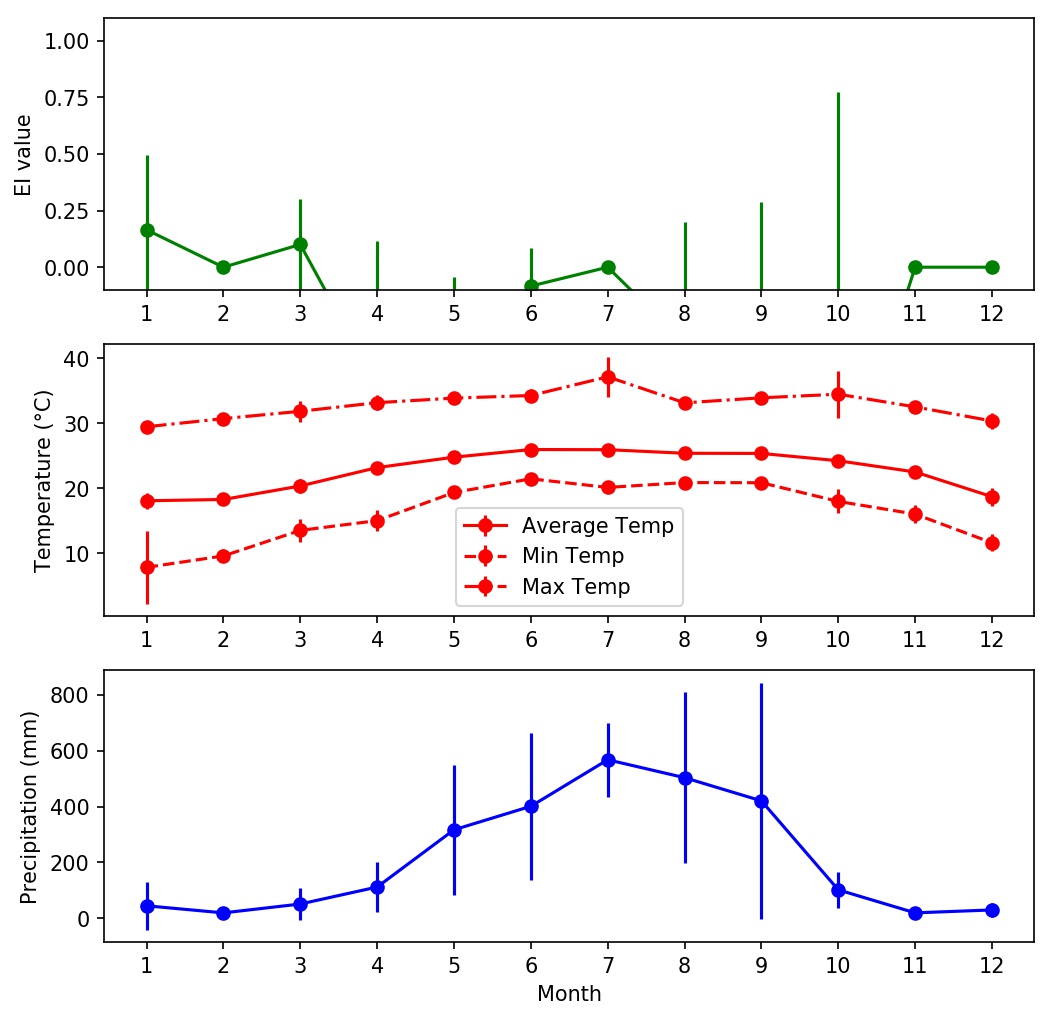 1.00
0.75
0.50
0.25
0.00
EI value
1 2 3 4 5 6 7 8 9 10 11 12
40
30
20
10
Temperature (°C)
Average Temp
Min Temp
Max Temp
1 2 3 4 5 6 7 8 9 10 11 12
800
600
400
200
0
Precipitation (mm)
1 2 3 4 5 6 7 8 9 10 11 12
Month